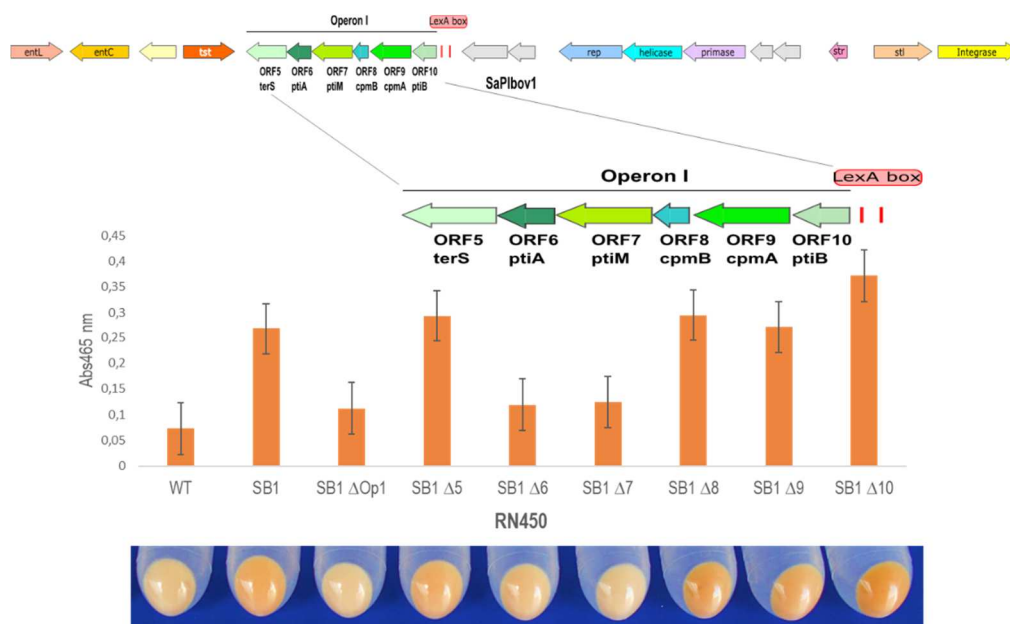 Operon I
LexA box
entL
entC
tst
rep
helicase
primase
str
stl
Integrase
ORF5 ORF6 ORF7 ORF8 ORF9 ORF10
terS ptiA ptiM cpmB cpmA ptiB
SaPIbov1
Operon I
LexA box
ORF5 ORF6 ORF7 ORF8 ORF9 ORF10
terS ptiA ptiM cpmB cpmA ptiB
Abs465 nm
0,45
0,4
0,35
0,3
0,25
0,2
0,15
0,1
0,05
0
WT SB1 SB1 ΔOp1 SB1 Δ5 SB1 Δ6 SB1 Δ7 SB1 Δ8 SB1 Δ9 SB1 Δ10
RN450